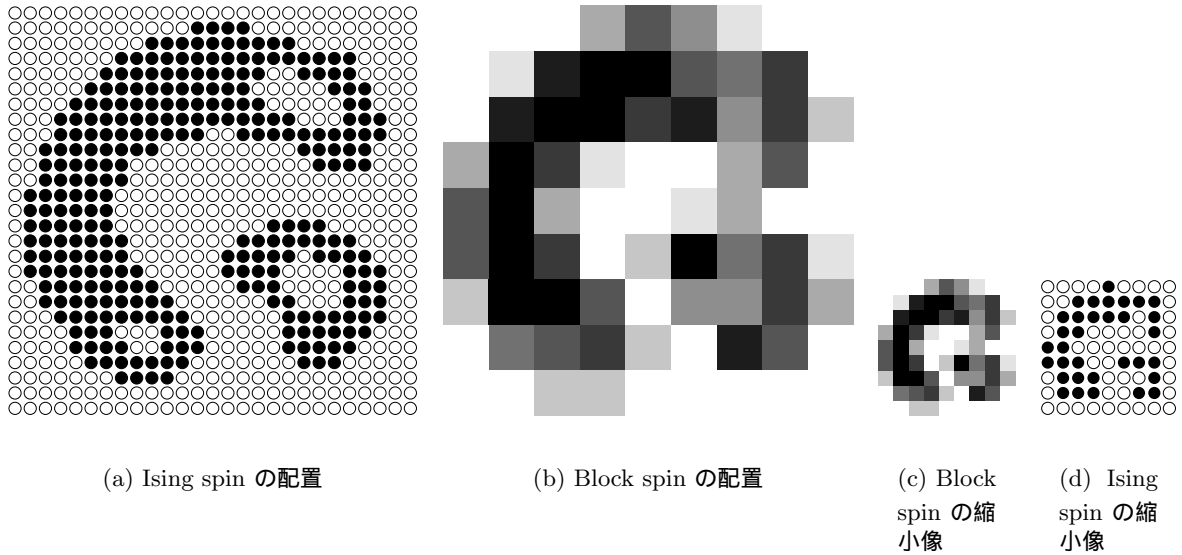 (a) Ising spin の配置
(b) Block spin の配置
(c) Block
spin の縮
小像
(d) Ising
spin の縮
小像